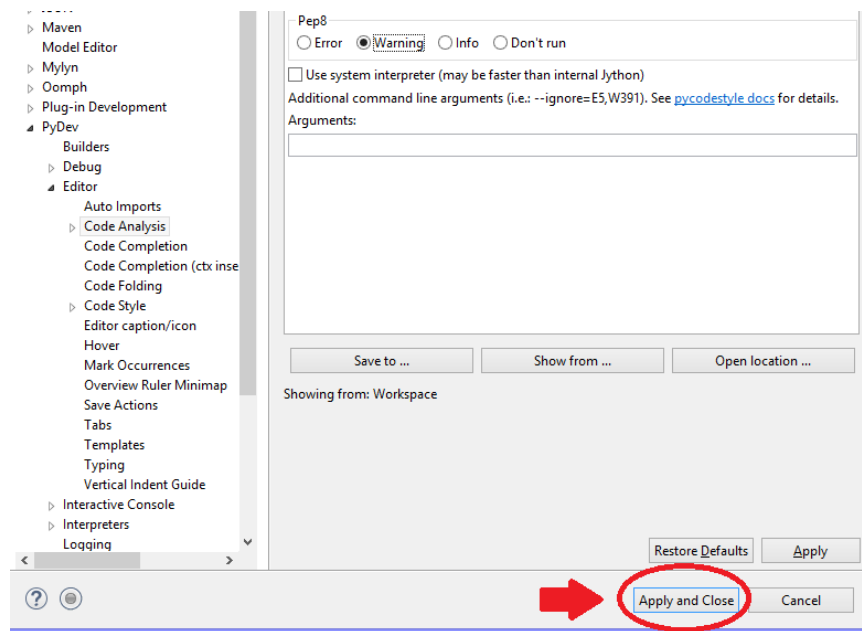 Maven
Model Editor
Mylyn
Oomph
Plug-in Development
PyDev
Builders
Debug
Editor
Auto Imports
Code Analysis
Code Completion
Code Completion (ctx inse
Code Folding
Code Style
Editor caption/icon
Hover
Mark Occurrences
Overview Ruler Minimap
Save Actions
Tabs
Templates
Typing
Vertical Indent Guide
Interactive Console
Interpreters
Logging
Pep8
Error Warning Info Don't run
Use system interpreter (may be faster than internal Jython)
Additional command line arguments (i.e.: --ignore=E5,W391). See pycodestyle docs for details.
Arguments:
Save to ... Show from ... Open location ...
Showing from: Workspace
Restore Defaults Apply
? Apply and Close Cancel